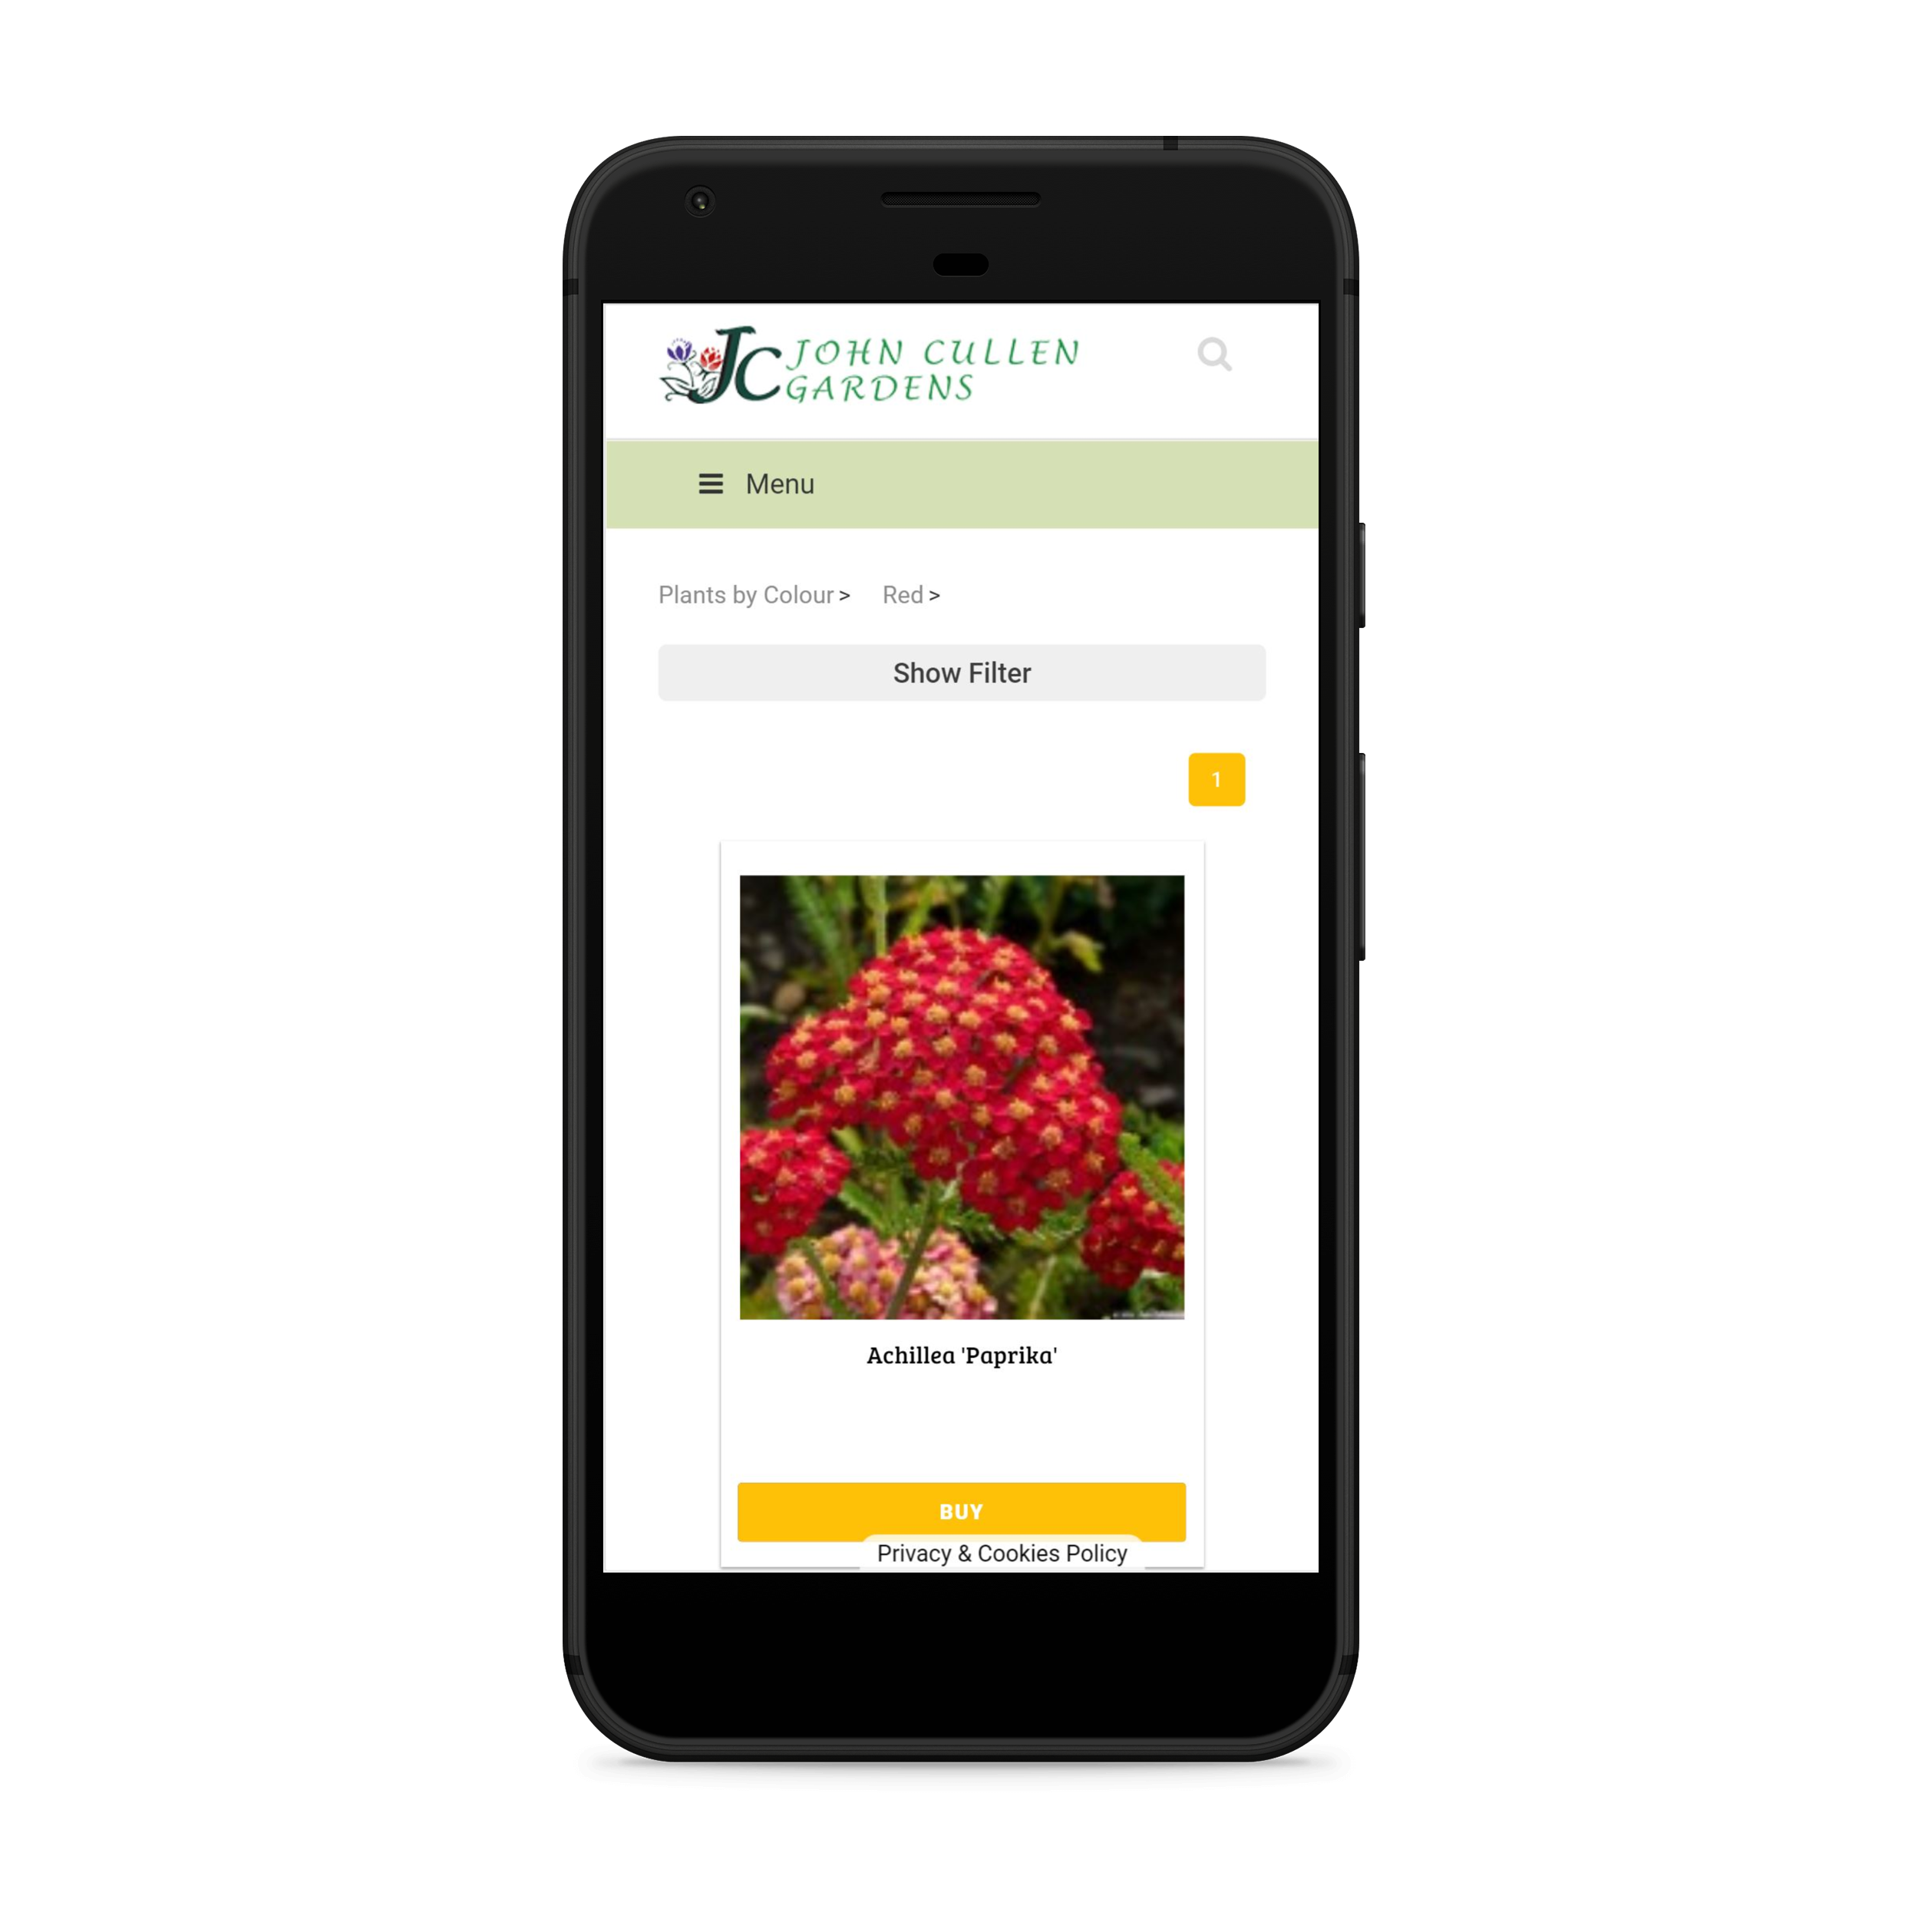 JC JOHN CULLEN
GARDENS
Menu
Plants by Colour > Red >
Show Filter
1
Achillea 'Paprika'
BUY
Privacy & Cookies Policy